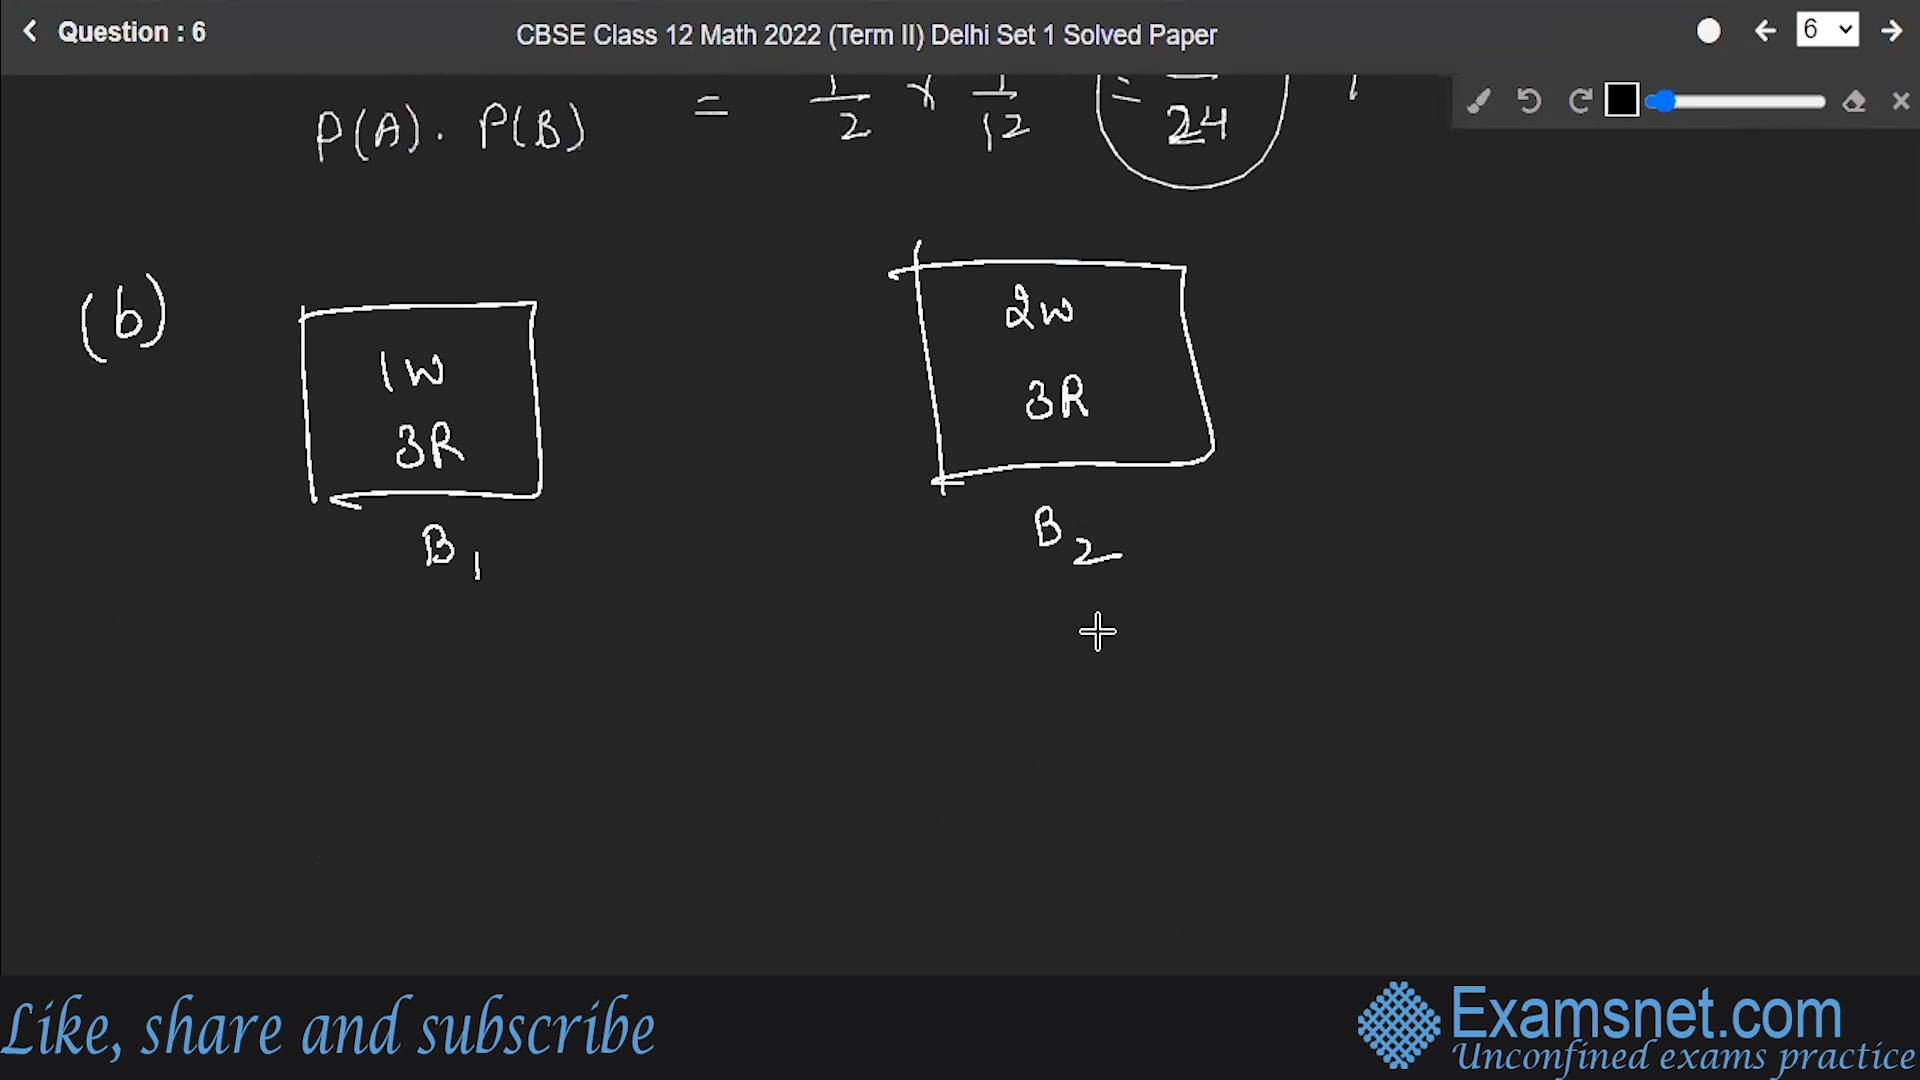 Question : 6
CBSE Class 12 Math 2022 (Term II) Delhi Set 1 Solved Paper
6
P(A). P(B) = 1/2 × 1/12 = /24
(b)
1W
3R
B1
2W
3R
B2
Like, share and subscribe
Examsnet.com
Unconfined exams practice